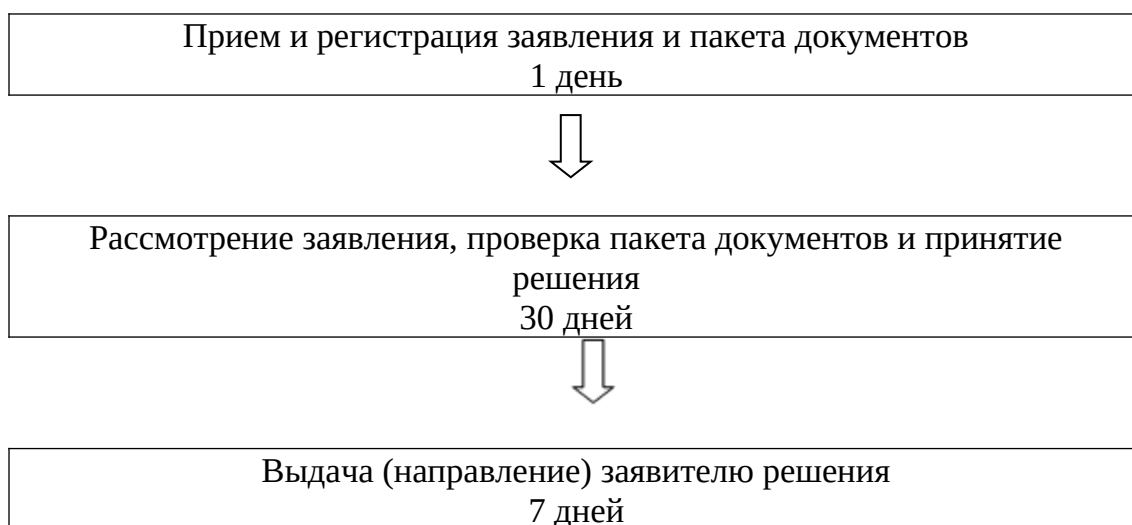 Прием и регистрация заявления и пакета документов
1 день
Рассмотрение заявления, проверка пакета документов и принятие
решения
30 дней
Выдача (направление) заявителю решения
7 дней